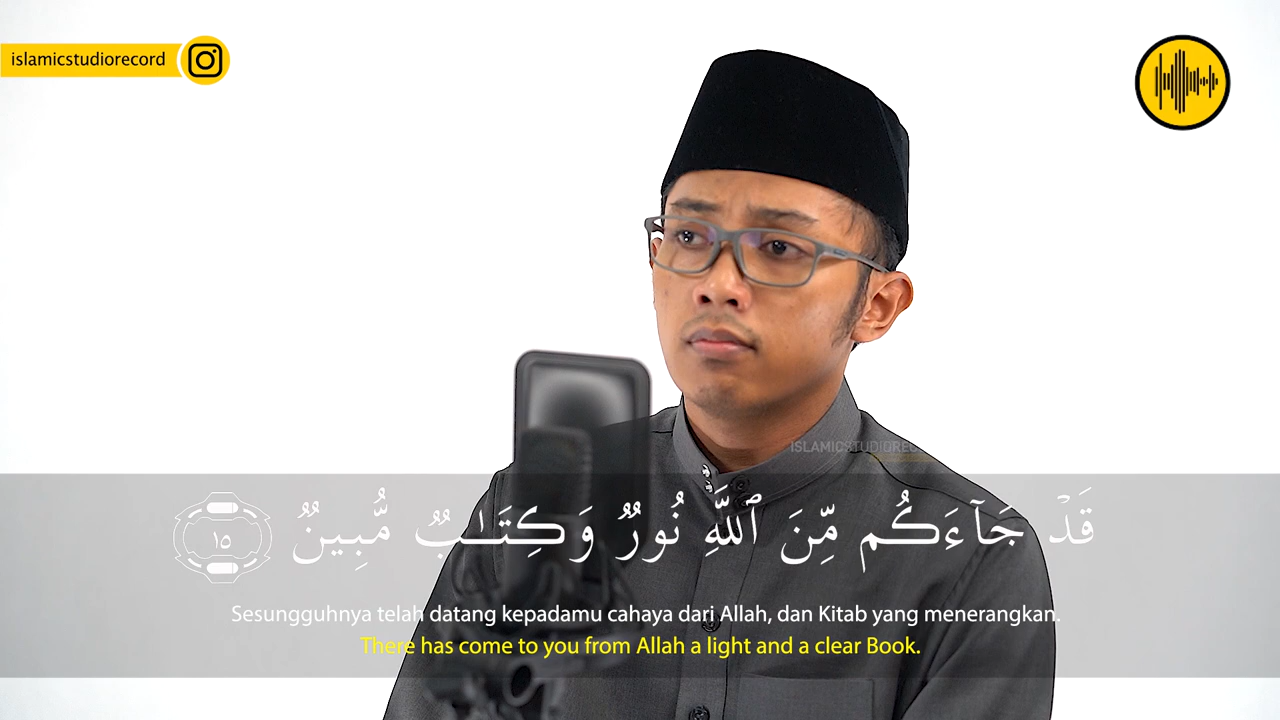 islamicstudiorecord
ISLAMICSTUDIOREC
قَدْ جَآءَكُم مِّنَ ٱللَّهِ نُورٌ وَكِتَـٰبٌ مُّبِينٌ ١٥
Sesungguhnya telah datang kepadamu cahaya dari Allah, dan Kitab yang menerangkan.
There has come to you from Allah a light and a clear Book.